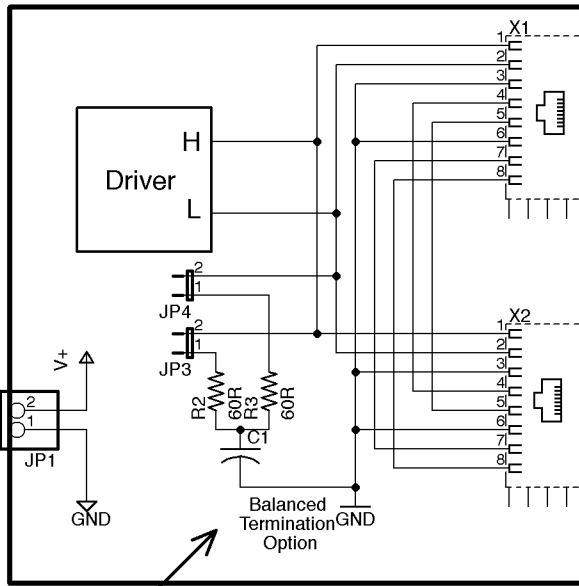 X1
1
2
3
4
5
6
7
8
H
Driver
L
2
1
JP4
2
1
JP3
V+
R2
60R
R3
60R
C1
2
1
JP1
GND
Balanced
Termination
Option
GND
X2
1
2
3
4
5
6
7
8